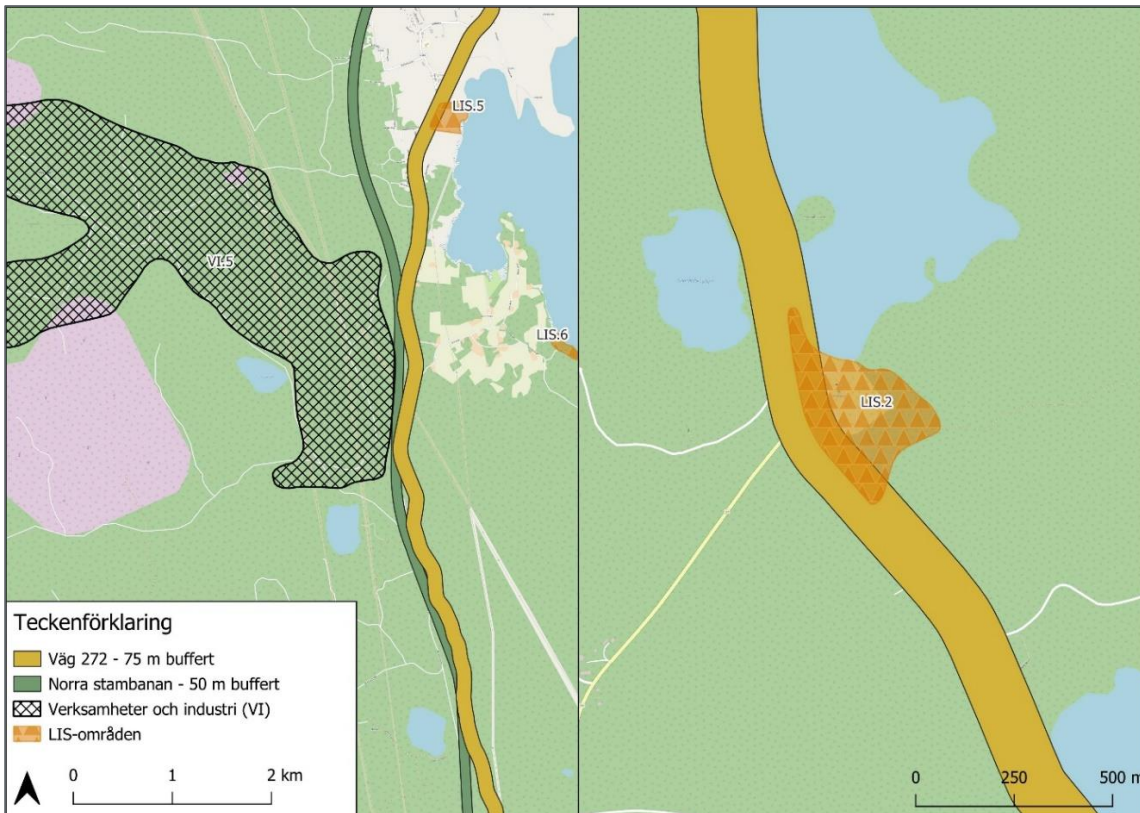 LIS.5
VI.5
LIS.6
LIS.2
Teckenförklaring
Väg 272 - 75 m buffert
Norra stambanan - 50 m buffert
Verksamheter och industri (VI)
LIS-områden
0 1 2 km
0 250 500 m